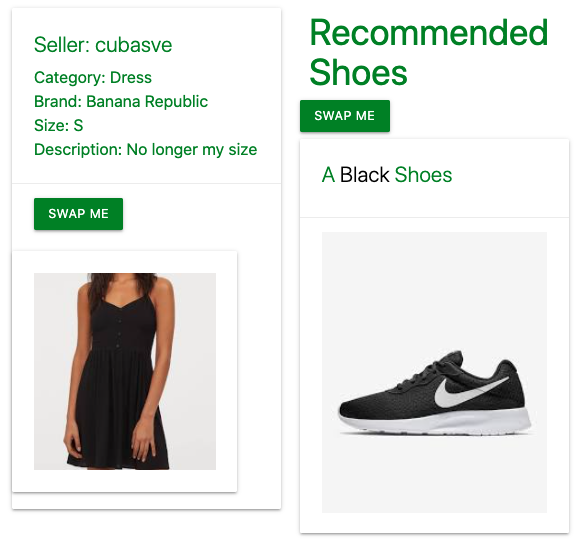 Seller: cubasve
Category: Dress
Brand: Banana Republic
Size: S
Description: No longer my size
SWAP ME
Recommended
Shoes
SWAP ME
A Black Shoes